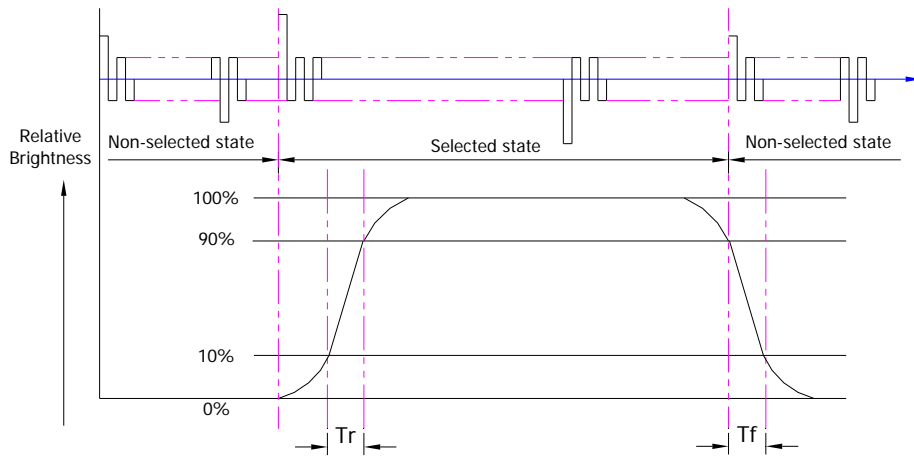 Relative
Brightness
Non-selected state
Selected state
Non-selected state
100%
90%
10%
0%
Tr
Tf